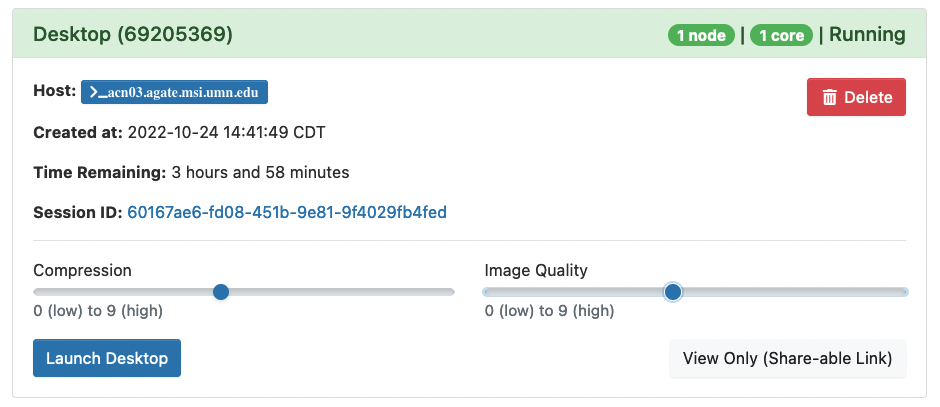 Desktop (69205369) 1 node | 1 core | Running
Host: >_acn03.agate.msi.umn.edu Delete
Created at: 2022-10-24 14:41:49 CDT
Time Remaining: 3 hours and 58 minutes
Session ID: 60167ae6-fd08-451b-9e81-9f4029fb4fed
Compression Image Quality
0 (low) to 9 (high) 0 (low) to 9 (high)
Launch Desktop View Only (Share-able Link)